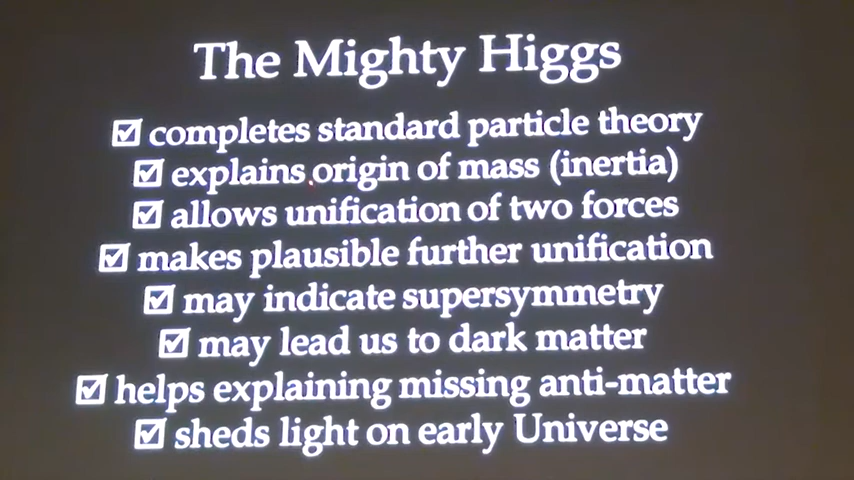 The Mighty Higgs
☑ completes standard particle theory
☑ explains origin of mass (inertia)
☑ allows unification of two forces
☑ makes plausible further unification
☑ may indicate supersymmetry
☑ may lead us to dark matter
☑ helps explaining missing anti-matter
☑ sheds light on early Universe